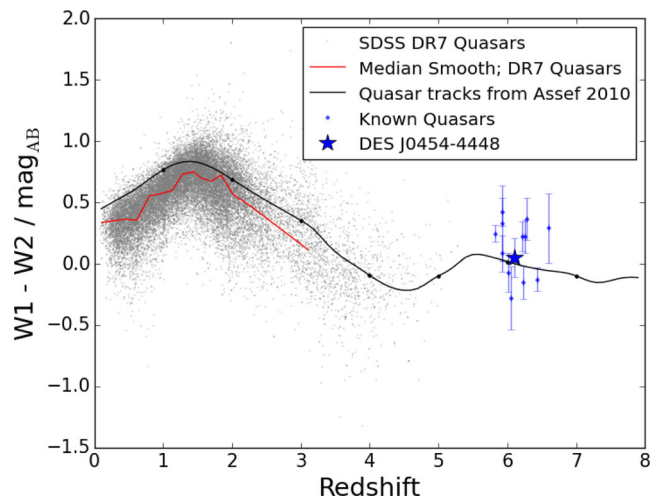 2.0
1.5
1.0
0.5
0.0
−0.5
−1.0
−1.5
W1 - W2 / mag_AB
SDSS DR7 Quasars
Median Smooth; DR7 Quasars
Quasar tracks from Assef 2010
Known Quasars
DES J0454-4448
0 1 2 3 4 5 6 7 8
Redshift